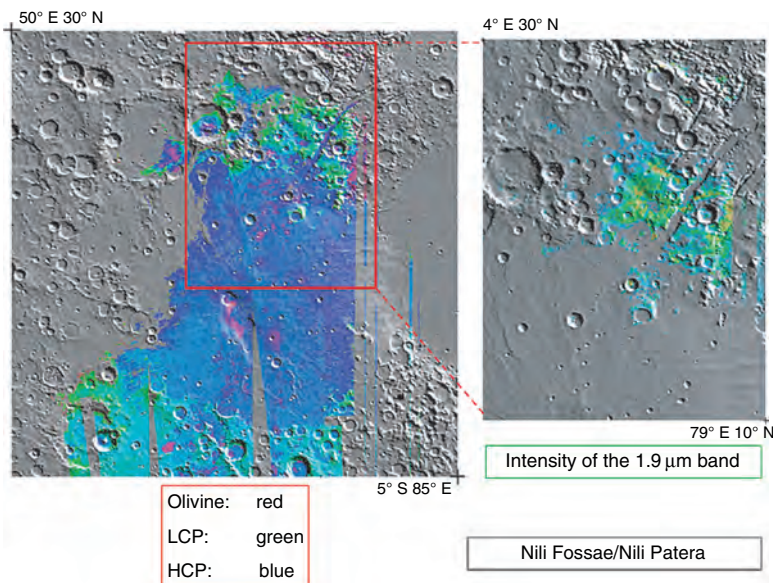 50° E 30° N
4° E 30° N
79° E 10° N
Intensity of the 1.9 μm band
5° S 85° E
Olivine: red
LCP: green
HCP: blue
Nili Fossae/Nili Patera